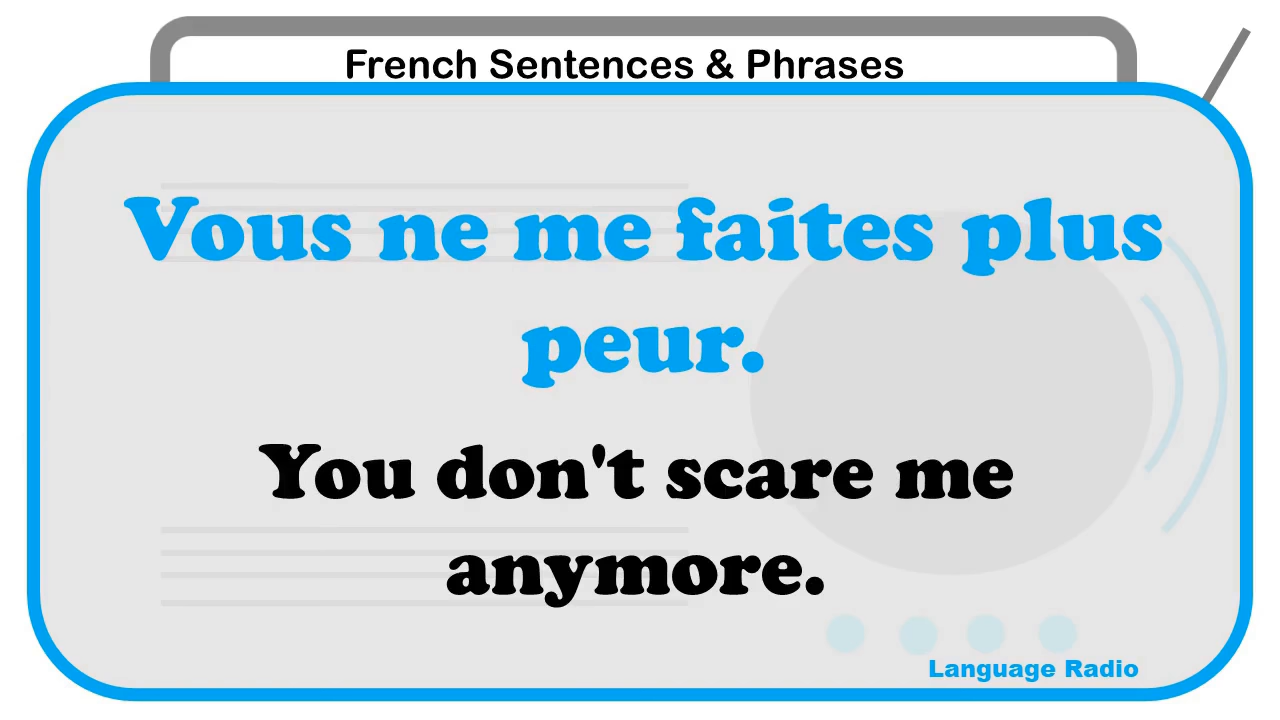 French Sentences & Phrases
Vous ne me faites plus
peur.
You don't scare me
anymore.
Language Radio